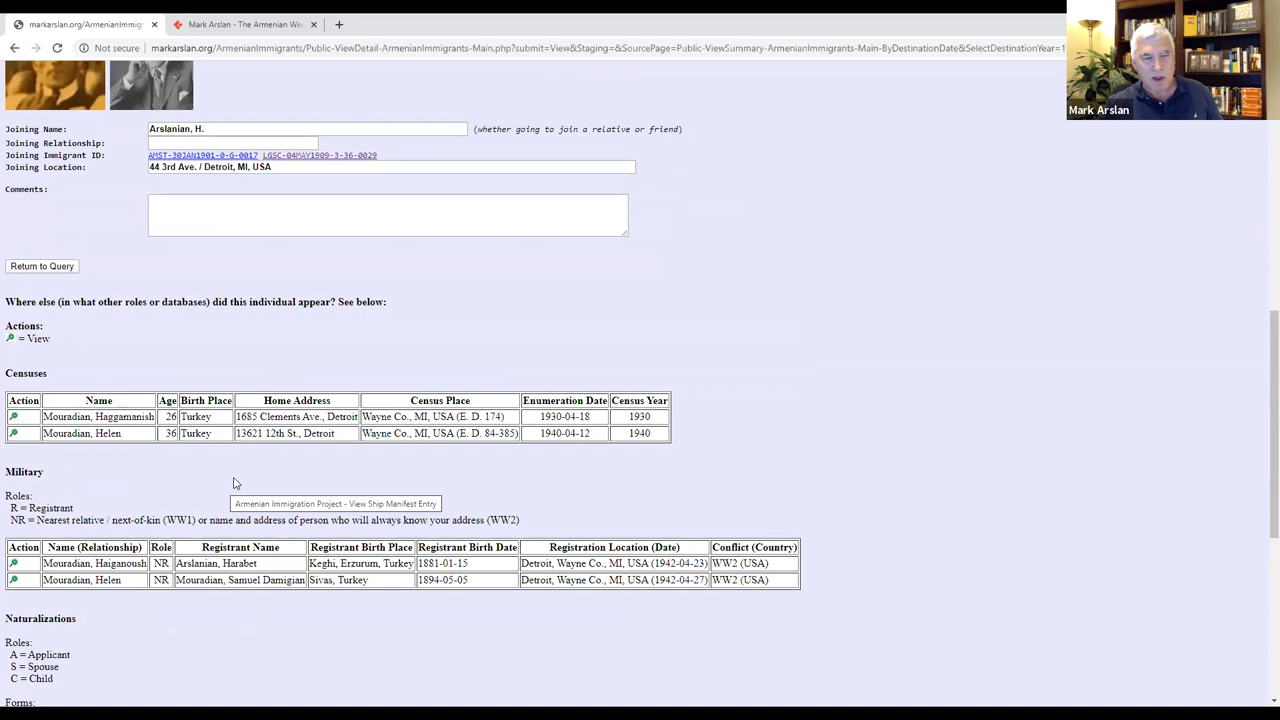 markarslan.org/ArmenianImmigr
Mark Arslan - The Armenian Wee
Not secure
markarslan.org/ArmenianImmigrants/Public-ViewDetail-ArmenianImmigrants-Main.php?submit=View&Staging=&SourcePage=Public-ViewSummary-ArmenianImmigrants-Main-ByDestinationDate&SelectDestinationYear=1
Mark Arslan
Joining Name: Arslanian, H. (whether going to join a relative or friend)
Joining Relationship:
Joining Immigrant ID: AMST-30JAN1901-0-G-0017 LGSC-04MAY1909-3-36-0029
Joining Location: 44 3rd Ave. / Detroit, MI, USA
Comments:
Return to Query
Where else (in what other roles or databases) did this individual appear? See below:
Actions:
= View
Censuses
Action Name Age Birth Place Home Address Census Place Enumeration Date Census Year
Mouradian, Haggamanish 26 Turkey 1685 Clements Ave., Detroit Wayne Co., MI, USA (E. D. 174) 1930-04-18 1930
Mouradian, Helen 36 Turkey 13621 12th St., Detroit Wayne Co., MI, USA (E. D. 84-385) 1940-04-12 1940
Military
Roles:
R = Registrant
Armenian Immigration Project - View Ship Manifest Entry
NR = Nearest relative / next-of-kin (WW1) or name and address of person who will always know your address (WW2)
Action Name (Relationship) Role Registrant Name Registrant Birth Place Registrant Birth Date Registration Location (Date) Conflict (Country)
Mouradian, Haiganoush NR Arslanian, Harabet Keghi, Erzurum, Turkey 1881-01-15 Detroit, Wayne Co., MI, USA (1942-04-23) WW2 (USA)
Mouradian, Helen NR Mouradian, Samuel Damigian Sivas, Turkey 1894-05-05 Detroit, Wayne Co., MI, USA (1942-04-27) WW2 (USA)
Naturalizations
Roles:
A = Applicant
S = Spouse
C = Child
Forms: